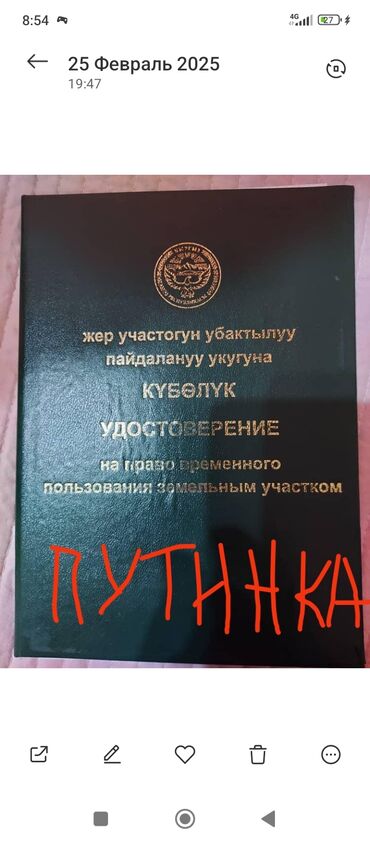 8:54
4G
27
25 Февраль 2025
19:47
жер участогун убактылуу
пайдалануу укугуна
КҮБӨЛҮК
УДОСТОВЕРЕНИЕ
на право временного
пользования земельным участком
ПУТИНКА